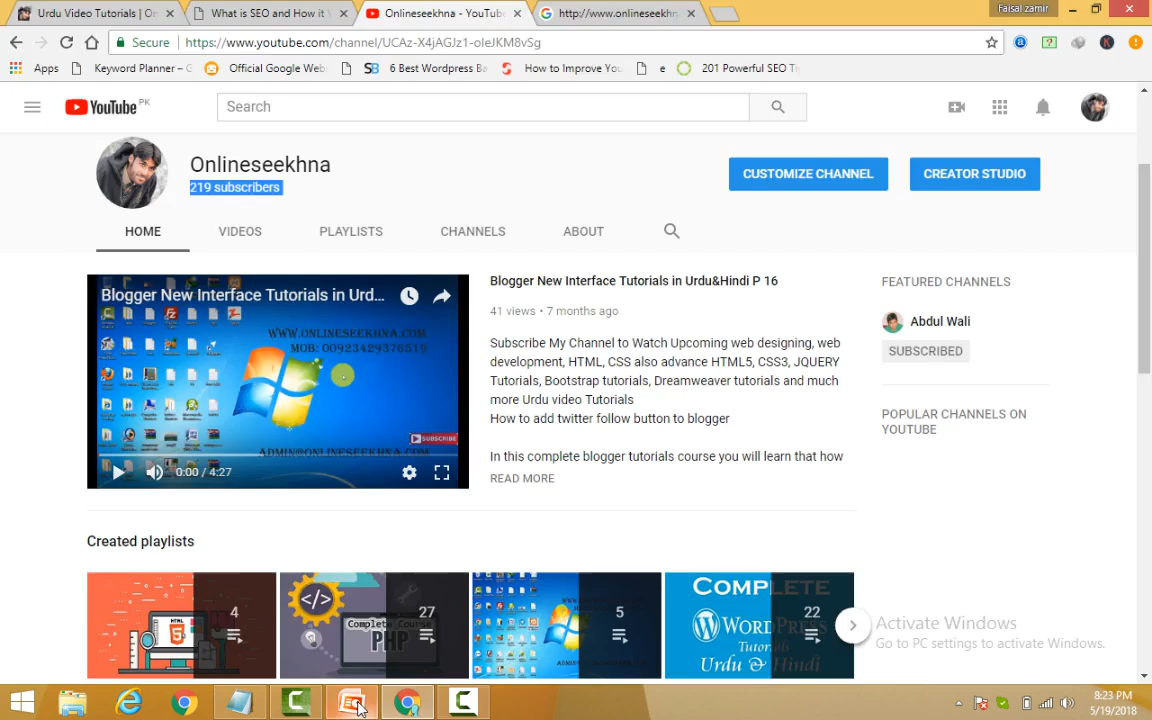 Faisal zamir
Urdu Video Tutorials | On
What is SEO and How it W
Onlineseekhna - YouTube
http://www.onlineseekhn
Secure
https://www.youtube.com/channel/UCAz-X4jAGJz1-oIeJKM8vSg
Apps
Keyword Planner – G
Official Google Web
6 Best Wordpress Ba
How to Improve You
e
201 Powerful SEO Ti
YouTube PK
Search
Onlineseekhna
219 subscribers
CUSTOMIZE CHANNEL
CREATOR STUDIO
HOME
VIDEOS
PLAYLISTS
CHANNELS
ABOUT
Blogger New Interface Tutorials in Urd...
WWW.ONLINESEEKHNA.COM
MOB: 00923429376519
SUBSCRIBE
ADMIN@ONLINESEEKHNA.COM
0:00 / 4:27
Blogger New Interface Tutorials in Urdu&Hindi P 16
41 views • 7 months ago
Subscribe My Channel to Watch Upcoming web designing, web
development, HTML, CSS also advance HTML5, CSS3, JQUERY
Tutorials, Bootstrap tutorials, Dreamweaver tutorials and much
more Urdu video Tutorials
How to add twitter follow button to blogger
In this complete blogger tutorials course you will learn that how
READ MORE
FEATURED CHANNELS
Abdul Wali
SUBSCRIBED
POPULAR CHANNELS ON
YOUTUBE
Created playlists
HTML
4
Complete Course
PHP
27
5
COMPLETE
WORDPRESS
Tutorials
Urdu & Hindi
22
Activate Windows
Go to PC settings to activate Windows.
8:23 PM
5/19/2018